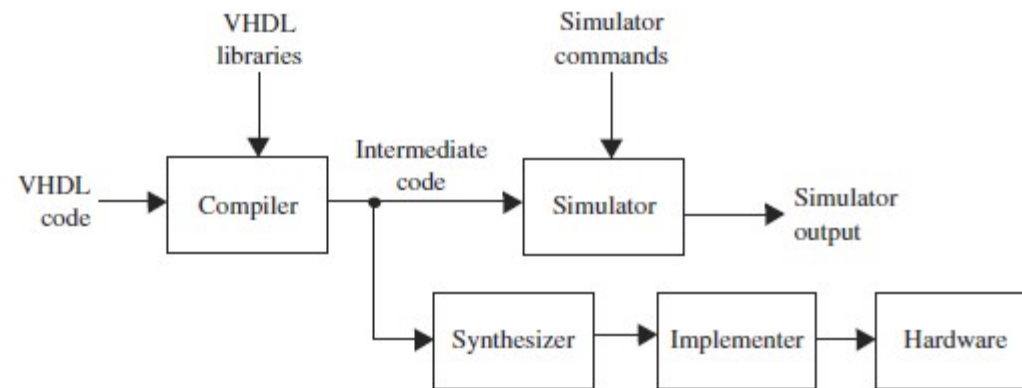 VHDL
libraries
Simulator
commands
VHDL
code
Compiler
Intermediate
code
Simulator
Simulator
output
Synthesizer
Implementer
Hardware